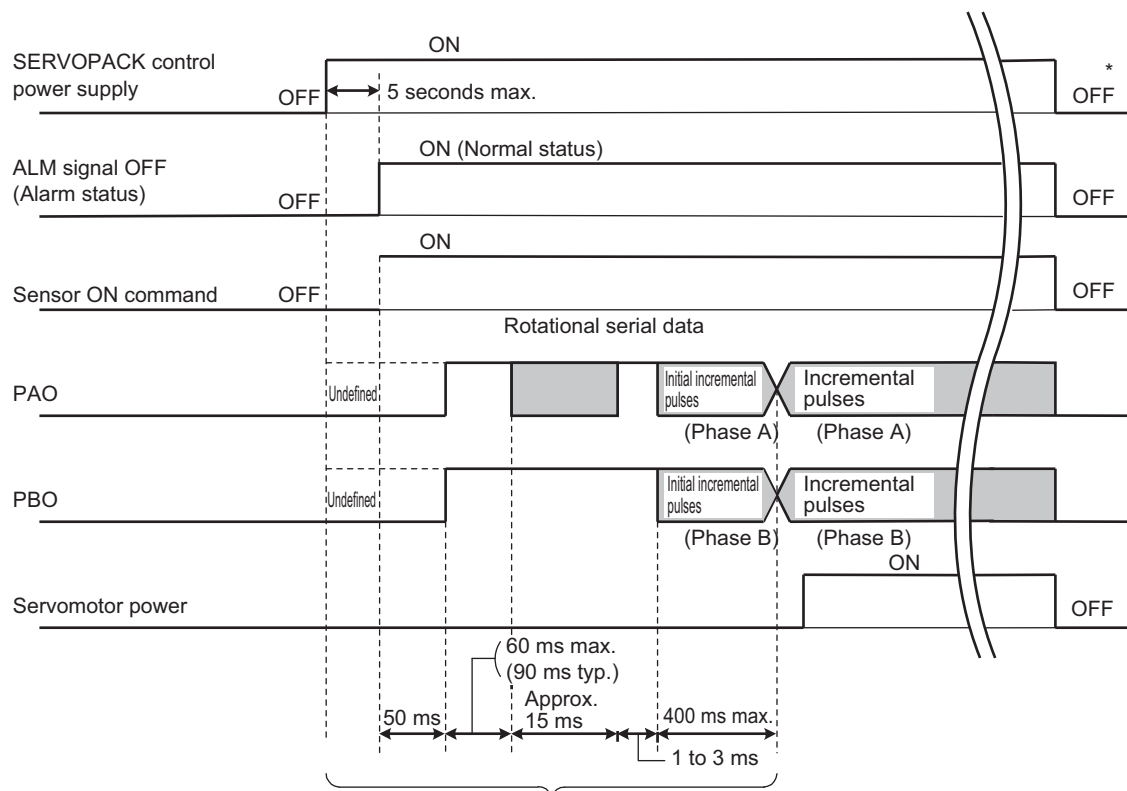 ON
SERVOPACK control
power supply
OFF
5 seconds max.
*
OFF
ALM signal OFF
(Alarm status)
OFF
ON (Normal status)
OFF
ON
Sensor ON command
OFF
OFF
Rotational serial data
PAO
Undefined
Initial incremental
pulses
Incremental
pulses
(Phase A)
(Phase A)
PBO
Undefined
Initial incremental
pulses
Incremental
pulses
(Phase B)
(Phase B)
ON
Servomotor power
OFF
60 ms max.
(90 ms typ.)
Approx.
15 ms
50 ms
400 ms max.
1 to 3 ms